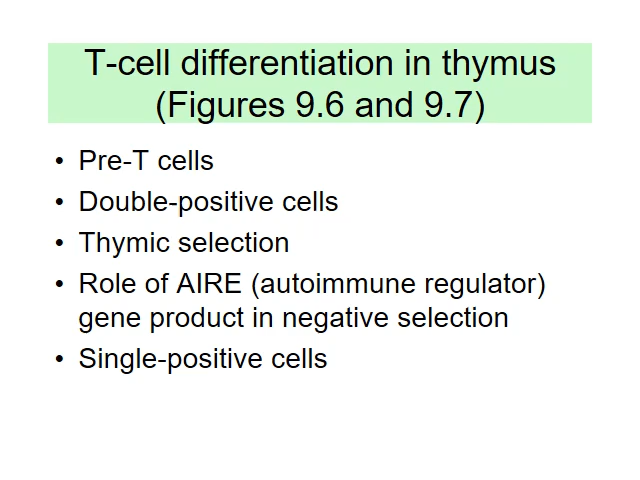 T-cell differentiation in thymus
(Figures 9.6 and 9.7)
• Pre-T cells
• Double-positive cells
• Thymic selection
• Role of AIRE (autoimmune regulator)
gene product in negative selection
• Single-positive cells